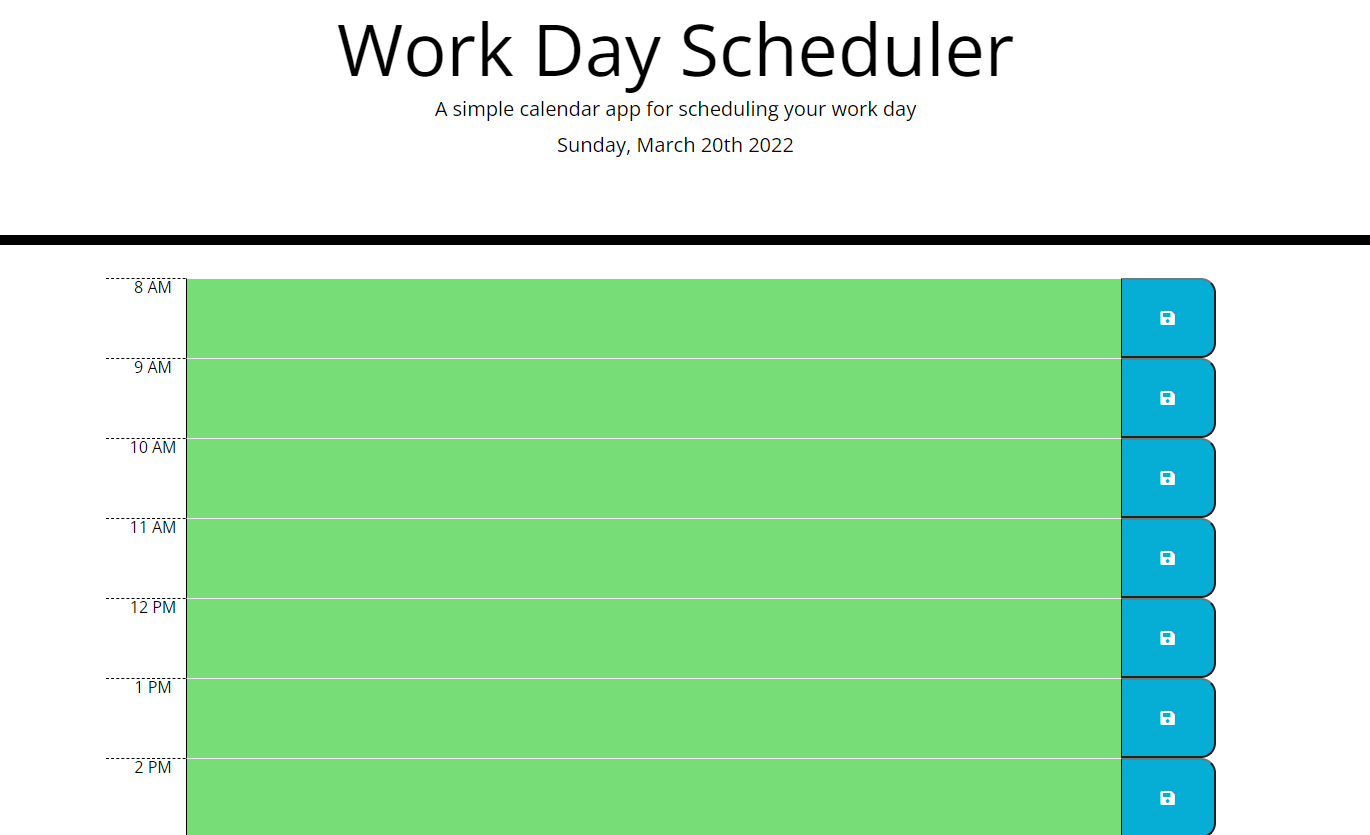 Work Day Scheduler
A simple calendar app for scheduling your work day
Sunday, March 20th 2022
8 AM
9 AM
10 AM
11 AM
12 PM
1 PM
2 PM